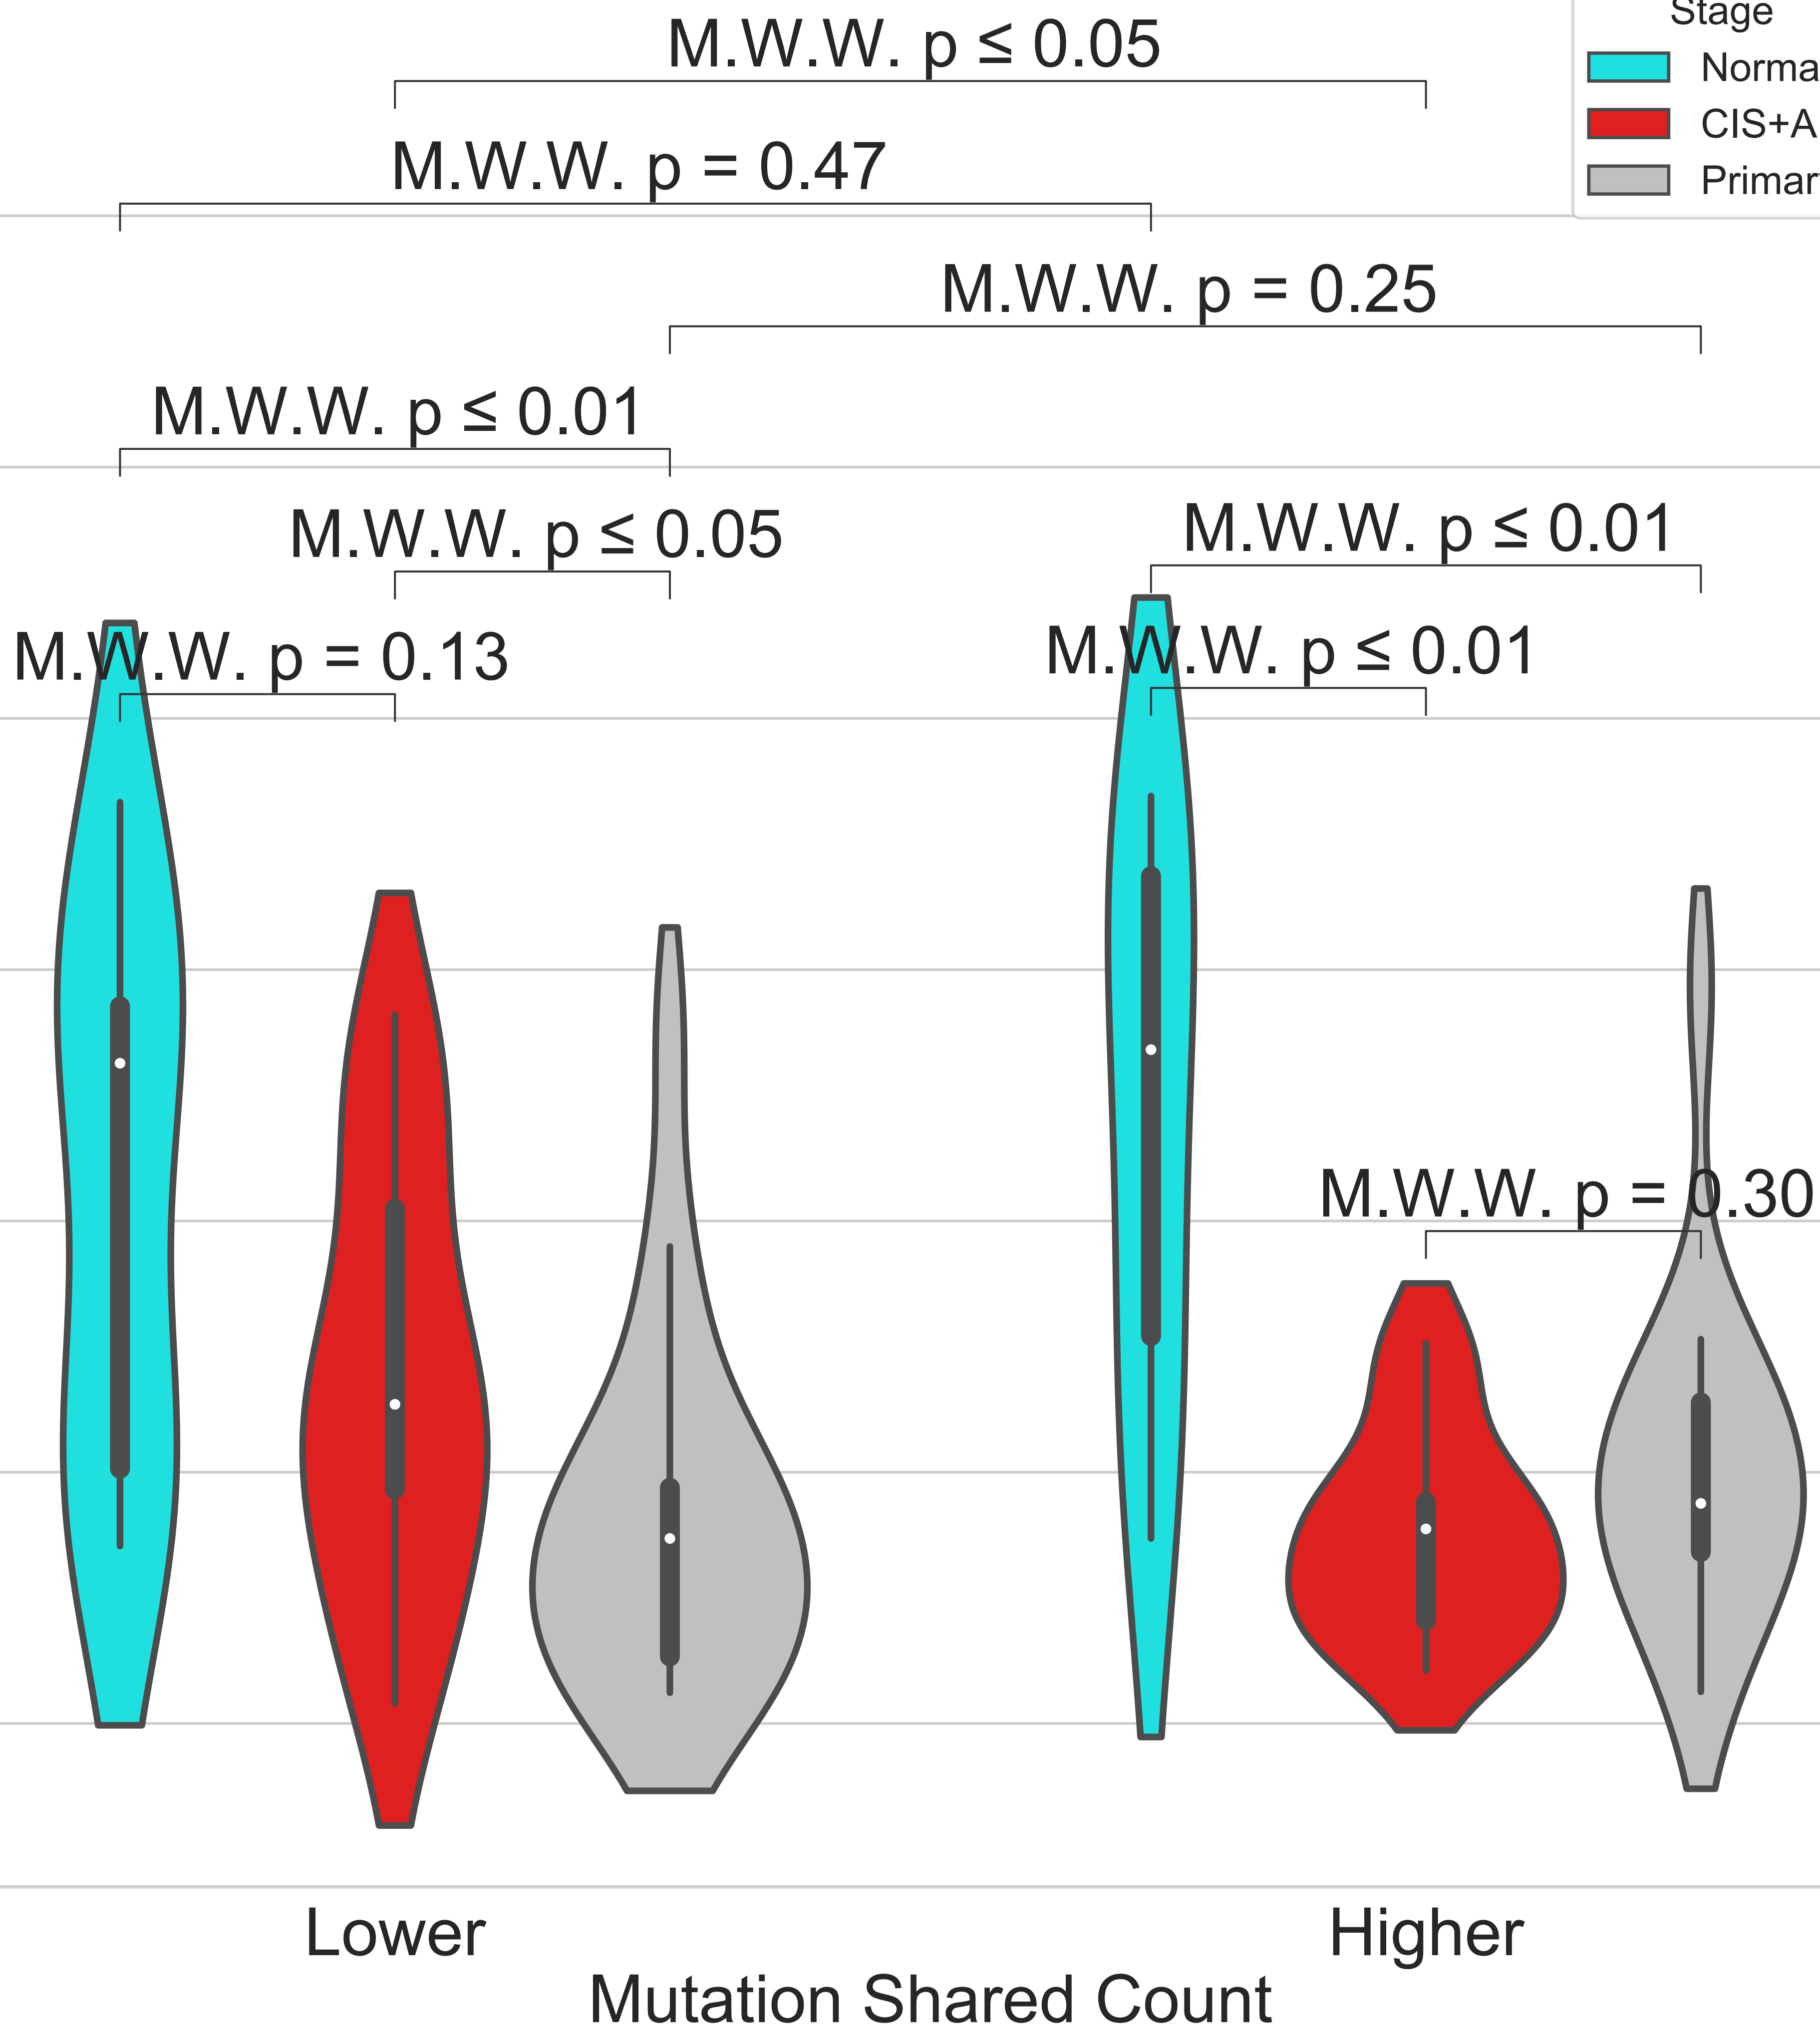 Stage
Norma
CIS+A
Primar
M.W.W. p ≤ 0.05
M.W.W. p = 0.47
M.W.W. p = 0.25
M.W.W. p ≤ 0.01
M.W.W. p ≤ 0.05
M.W.W. p ≤ 0.01
M.W.W. p = 0.13
M.W.W. p ≤ 0.01
M.W.W. p = 0.30
Lower
Higher
Mutation Shared Count